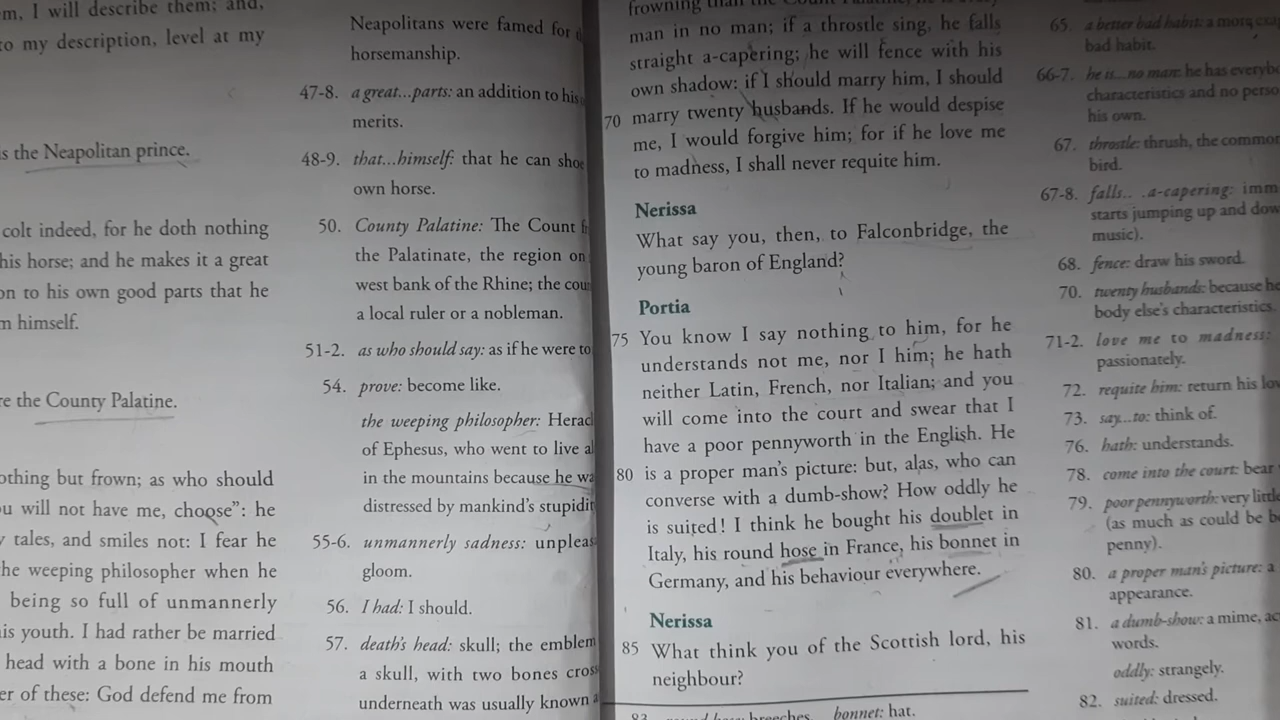 m, I will describe them; and,
to my description, level at my
is the Neapolitan prince.
colt indeed, for he doth nothing
his horse; and he makes it a great
on to his own good parts that he
m himself.
re the County Palatine.
othing but frown; as who should
u will not have me, choose": he
y tales, and smiles not: I fear he
he weeping philosopher when he
being so full of unmannerly
is youth. I had rather be married
head with a bone in his mouth
er of these: God defend me from
Neapolitans were famed for
horsemanship.
47-8. a great...parts: an addition to his
merits.
48-9. that...himself: that he can shoe
own horse.
50. County Palatine: The Count
the Palatinate, the region on
west bank of the Rhine; the cou
a local ruler or a nobleman.
51-2. as who should say: as if he were to
54. prove: become like.
the weeping philosopher: Herac
of Ephesus, who went to live a
in the mountains because he wa
distressed by mankind's stupidit
55-6. unmannerly sadness: unpleas
gloom.
56. I had: I should.
57. death's head: skull; the emblem
a skull, with two bones cross
underneath was usually known a
frowning than the Count Palatine; he is every
man in no man; if a throstle sing, he falls
straight a-capering; he will fence with his
own shadow: if I should marry him, I should
70 marry twenty husbands. If he would despise
me, I would forgive him; for if he love me
to madness, I shall never requite him.
Nerissa
What say you, then, to Falconbridge, the
young baron of England?
Portia
75 You know I say nothing to him, for he
understands not me, nor I him; he hath
neither Latin, French, nor Italian; and you
will come into the court and swear that I
have a poor pennyworth in the English. He
80 is a proper man's picture: but, alas, who can
converse with a dumb-show? How oddly he
is suited! I think he bought his doublet in
Italy, his round hose in France, his bonnet in
Germany, and his behaviour everywhere.
Nerissa
85 What think you of the Scottish lord, his
neighbour?
83. round hose: breeches. bonnet: hat.
65. a better bad habit: a more
bad habit.
66-7. he is...no man: he has everybo
characteristics and no perso
his own.
67. throstle: thrush, the commo
bird.
67-8. falls.. .a-capering: imm
starts jumping up and dow
music).
68. fence: draw his sword.
70. twenty husbands: because he
body else's characteristics.
71-2. love me to madness:
passionately.
72. requite him: return his lov
73. say...to: think of.
76. hath: understands.
78. come into the court: bear
79. poor pennyworth: very little
(as much as could be b
penny).
80. a proper man's picture: a
appearance.
81. a dumb-show: a mime, ac
words.
oddly: strangely.
82. suited: dressed.